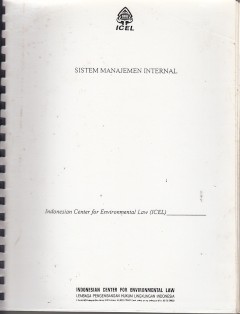 ICEL
SISTEM MANAJEMEN INTERNAL
Indonesian Center for Environmental Law (ICEL)
INDONESIAN CENTER FOR ENVIRONMENTAL LAW
LEMBAGA PENGEMBANGAN HUKUM LINGKUNGAN INDONESIA